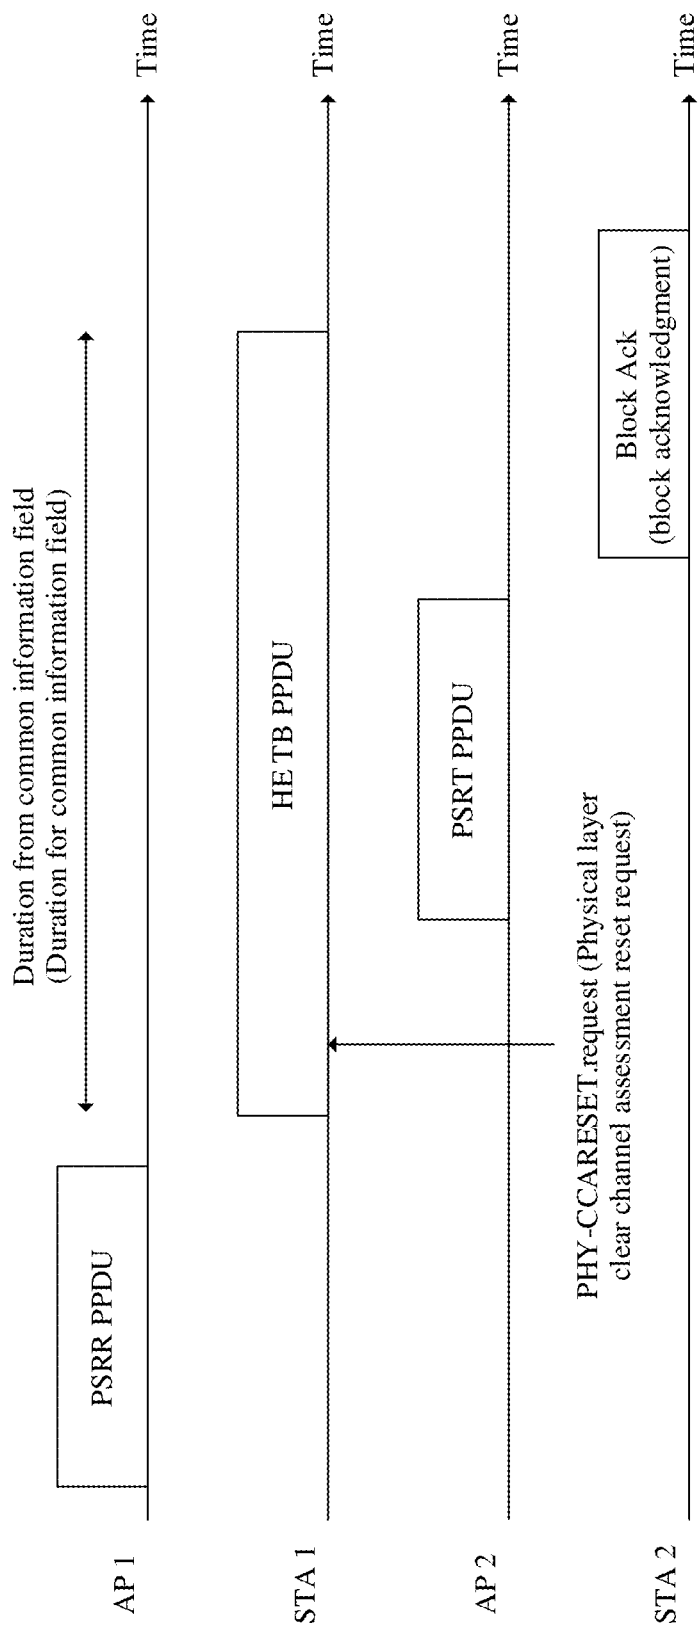 Duration from common information field
(Duration for common information field)
AP 1
PSRR PPDU
Time
STA 1
HE TB PPDU
Time
AP 2
PSRT PPDU
Time
PHY-CCARESET.request (Physical layer
clear channel assessment reset request)
STA 2
Block Ack
(block acknowledgment)
Time